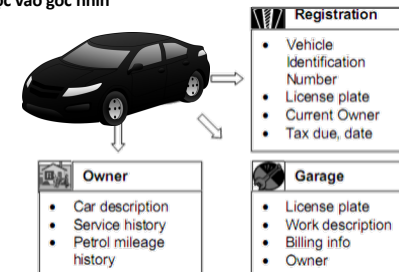 ộc vào góc nhìn
Registration
• Vehicle
Identification
Number
• License plate
• Current Owner
• Tax due, date
Owner
• Car description
• Service history
• Petrol mileage
history
Garage
• License plate
• Work description
• Billing info
• Owner